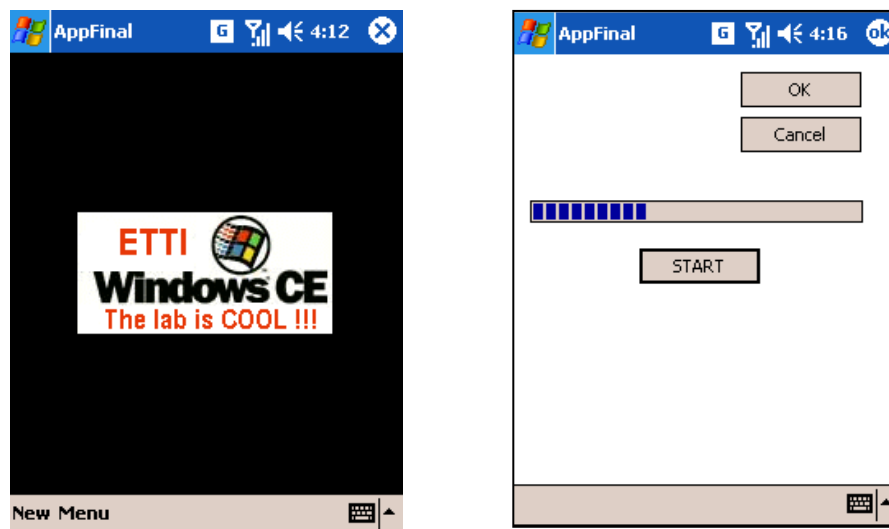 AppFinal G 4:12
ETTI
Windows CE
The lab is COOL !!!
New Menu
AppFinal G 4:16 ok
OK
Cancel
START